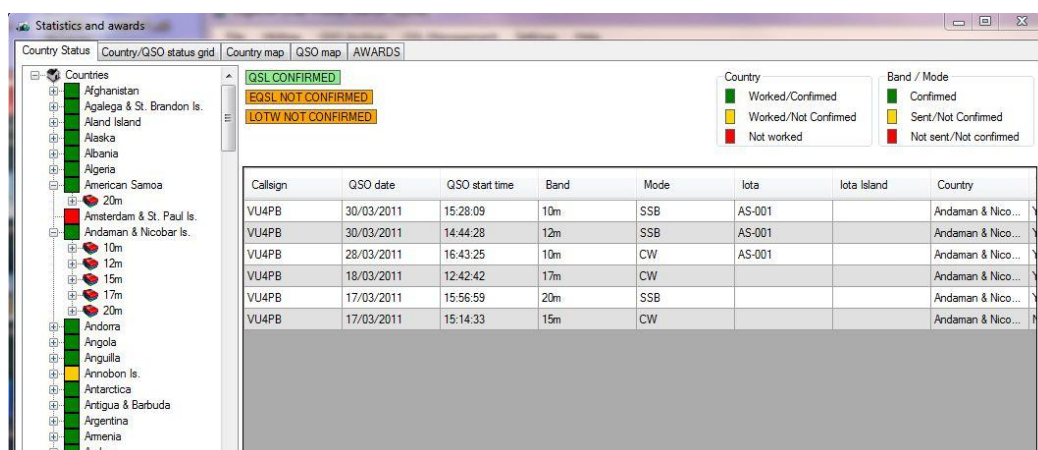 Statistics and awards
Country Status Country/QSO status grid Country map QSO map AWARDS
Countries
Afghanistan
Agalega & St. Brandon Is.
Aland Island
Alaska
Albania
Algeria
American Samoa
20m
Amsterdam & St. Paul Is.
Andaman & Nicobar Is.
10m
12m
15m
17m
20m
Andorra
Angola
Anguilla
Annobon Is.
Antarctica
Antigua & Barbuda
Argentina
Armenia
QSL CONFIRMED
EQSL NOT CONFIRMED
LOTW NOT CONFIRMED
Country
Worked/Confirmed
Worked/Not Confirmed
Not worked
Band / Mode
Confirmed
Sent/Not Confirmed
Not sent/Not confirmed
Callsign QSO date QSO start time Band Mode Iota Iota Island Country
VU4PB 30/03/2011 15:28:09 10m SSB AS-001 Andaman & Nico...
VU4PB 30/03/2011 14:44:28 12m SSB AS-001 Andaman & Nico...
VU4PB 28/03/2011 16:43:25 10m CW AS-001 Andaman & Nico...
VU4PB 18/03/2011 12:42:42 17m CW Andaman & Nico...
VU4PB 17/03/2011 15:56:59 20m SSB Andaman & Nico...
VU4PB 17/03/2011 15:14:33 15m CW Andaman & Nico...